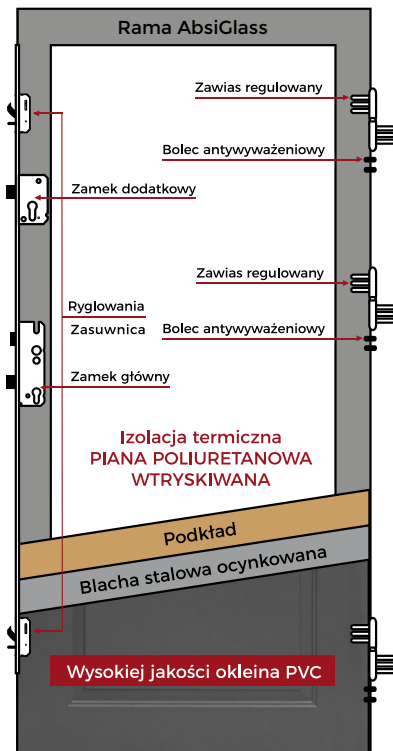 Rama AbsiGlass
Zawias regulowany
Bolec antywyważeniowy
Zamek dodatkowy
Zawias regulowany
Ryglowania
Zasuwnica
Bolec antywyważeniowy
Zamek główny
Izolacja termiczna
PIANA POLIURETANOWA
WTRYSKIWANA
Podkład
Blacha stalowa ocynkowana
Wysokiej jakości okleina PVC